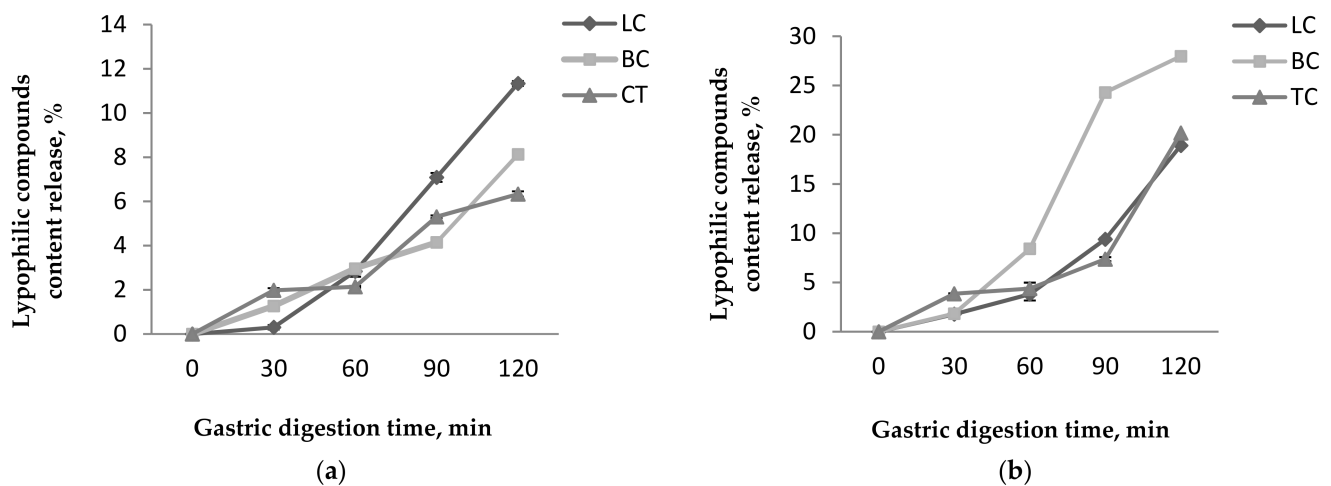 Lypophilic compounds
content release, %
14
12
10
8
6
4
2
0
0 30 60 90 120
Gastric digestion time, min
LC
BC
CT
(a)
Lypophilic compounds
content release, %
30
25
20
15
10
5
0
0 30 60 90 120
Gastric digestion time, min
LC
BC
TC
(b)